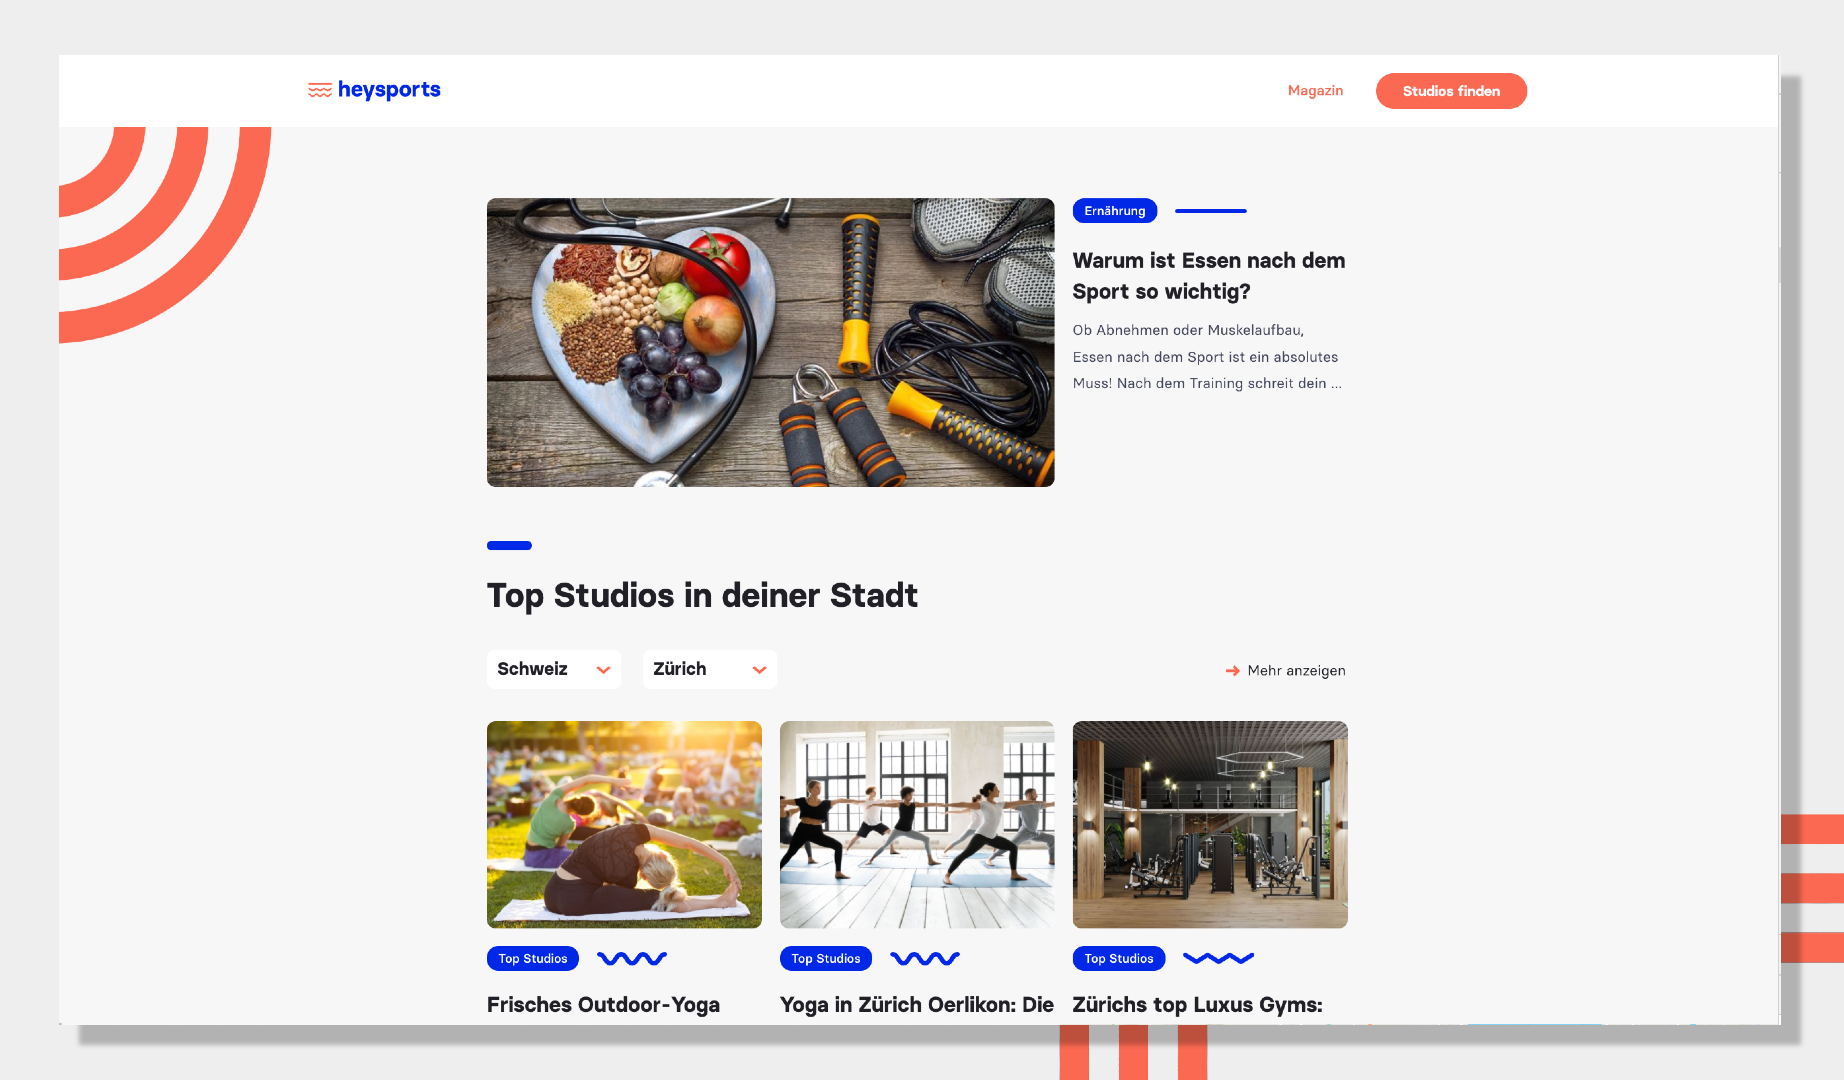 heysports
Magazin
Studios finden
Ernährung
Warum ist Essen nach dem
Sport so wichtig?
Ob Abnehmen oder Muskelaufbau,
Essen nach dem Sport ist ein absolutes
Muss! Nach dem Training schreit dein ...
Top Studios in deiner Stadt
Schweiz
Zürich
Mehr anzeigen
Top Studios
Top Studios
Top Studios
Frisches Outdoor-Yoga
Yoga in Zürich Oerlikon: Die
Zürichs top Luxus Gyms: